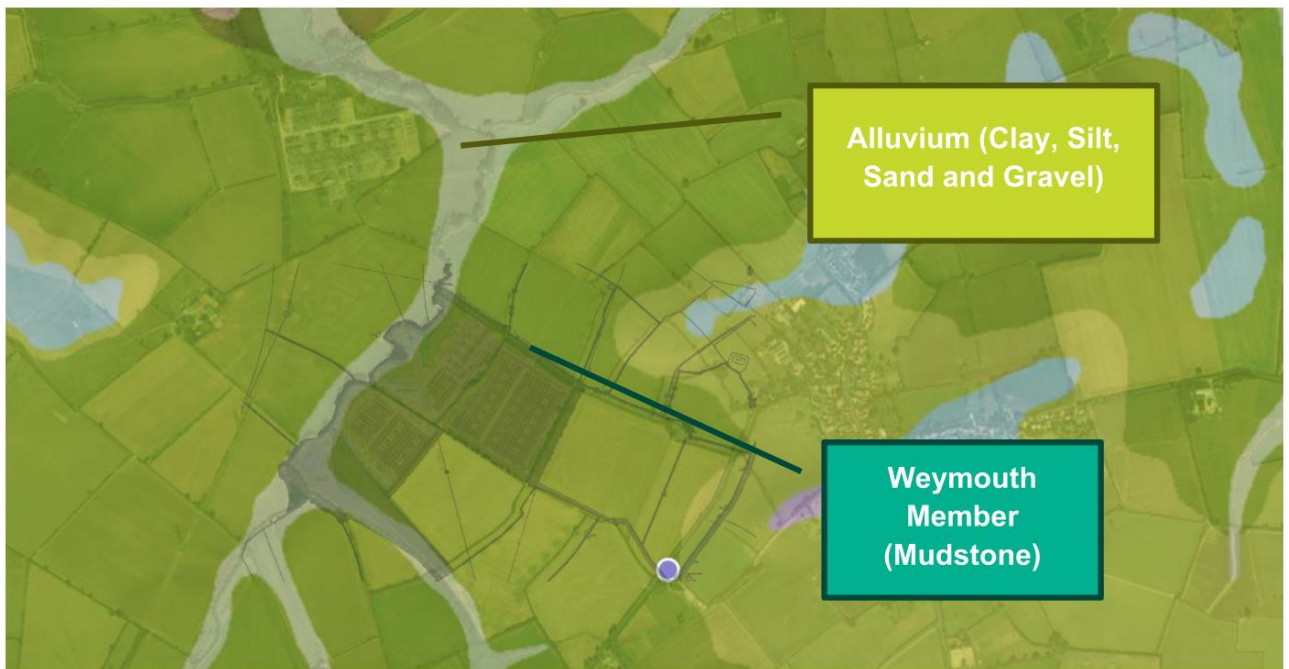 Alluvium (Clay, Silt,
Sand and Gravel)
Weymouth
Member
(Mudstone)